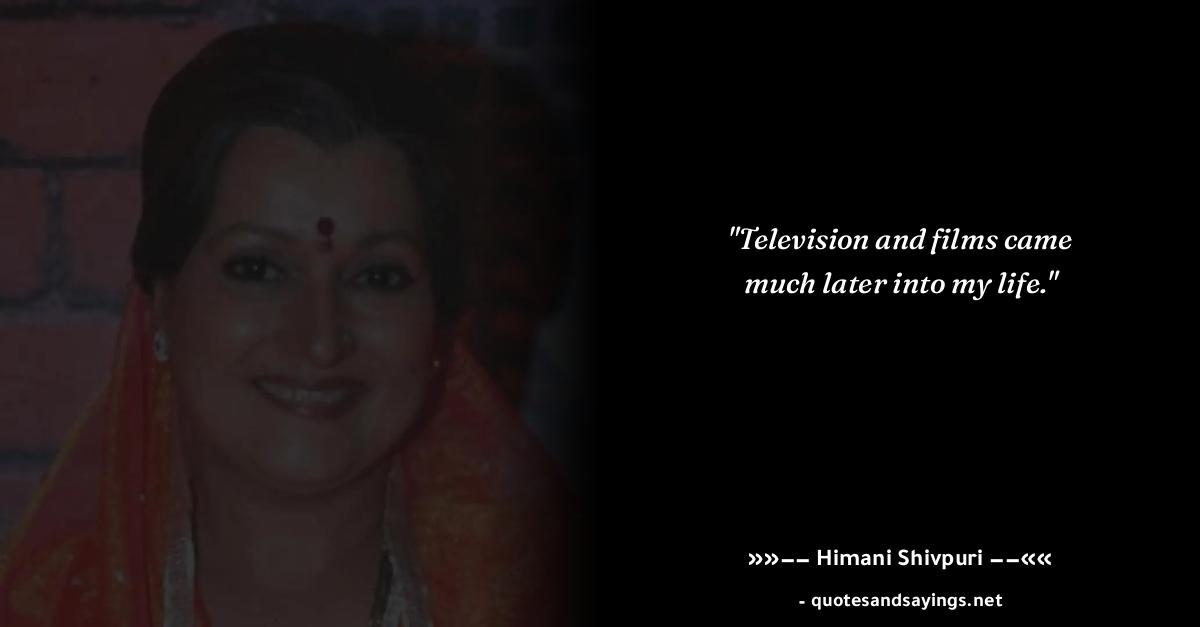 "Television and films came
much later into my life."
»»–– Himani Shivpuri ––««
- quotesandsayings.net